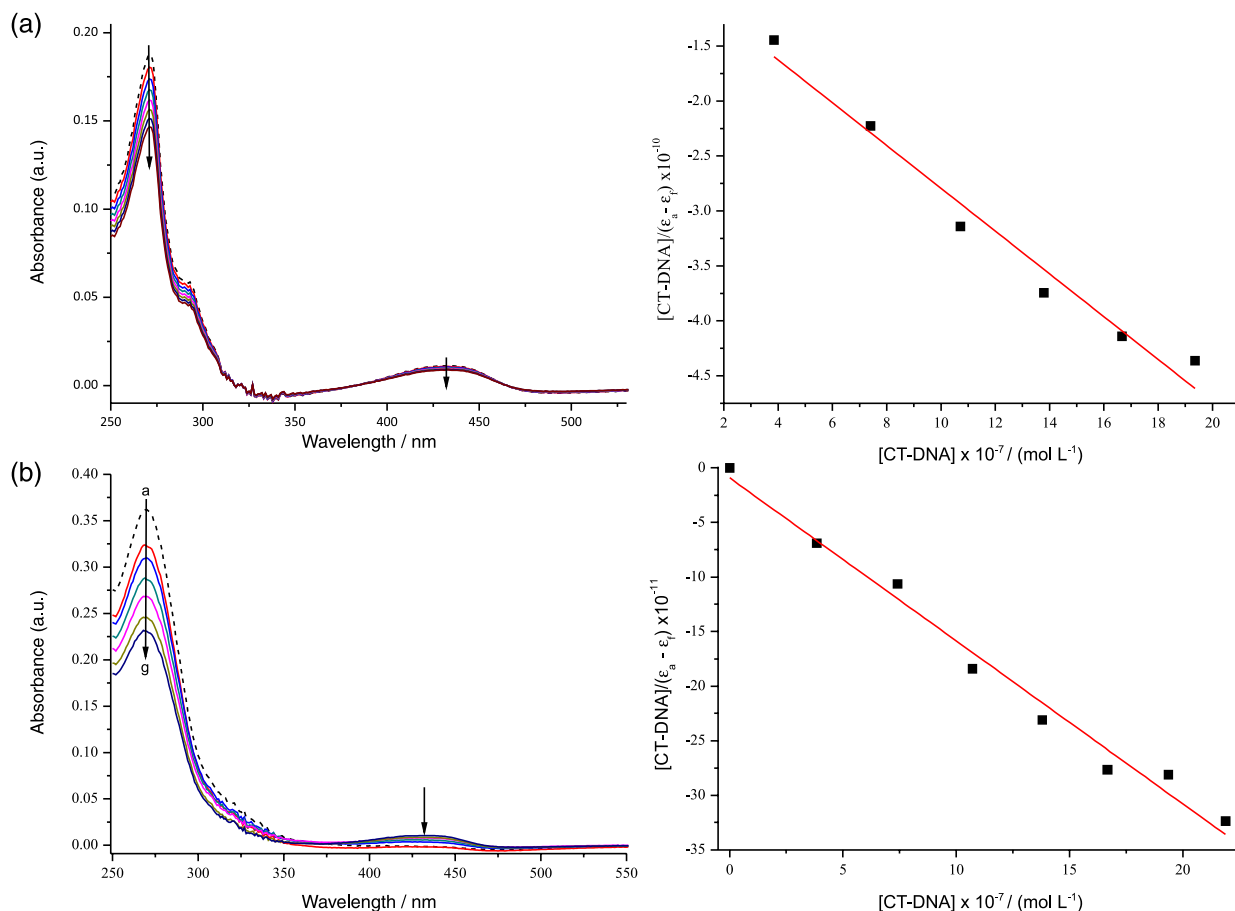 (a)
0.20
0.15
0.10
0.05
0.00
Absorbance (a.u.)
250 300 350 400 450 500
Wavelength / nm
-1.5
-2.0
-2.5
-3.0
-3.5
-4.0
-4.5
[CT-DNA]/(εₐ - ε_f) x10⁻¹⁰
2 4 6 8 10 12 14 16 18 20
[CT-DNA] x 10⁻⁷ / (mol L⁻¹)
(b)
0.40
0.35
0.30
0.25
0.20
0.15
0.10
0.05
0.00
Absorbance (a.u.)
a
g
250 300 350 400 450 500 550
Wavelength / nm
0
-5
-10
-15
-20
-25
-30
-35
[CT-DNA]/(εₐ - ε_f) x10⁻¹¹
0 5 10 15 20
[CT-DNA] x 10⁻⁷ / (mol L⁻¹)